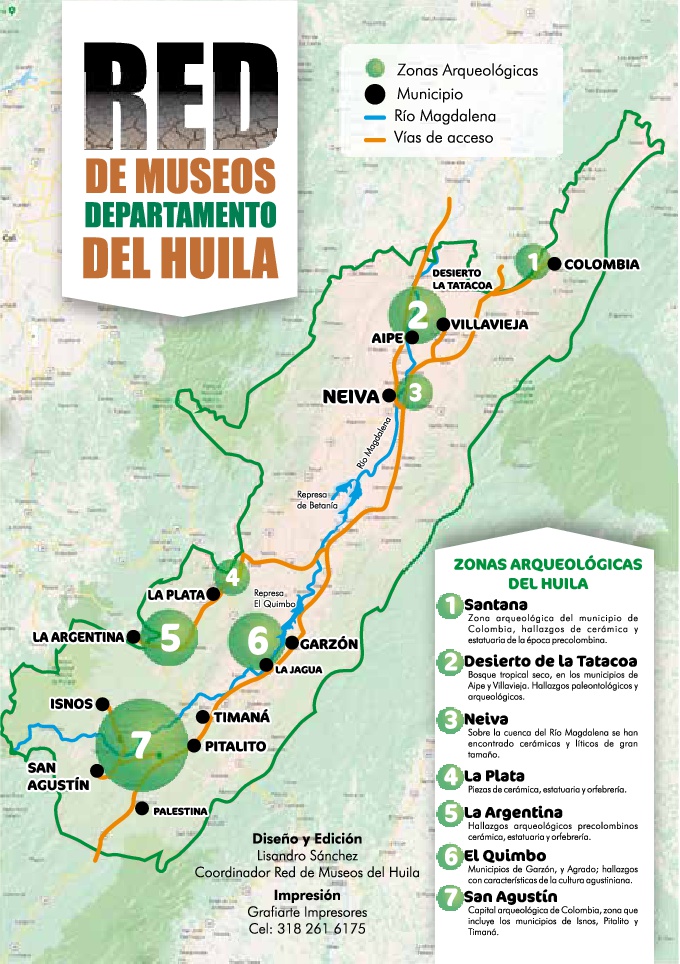 RED
DE MUSEOS
DEPARTAMENTO
DEL HUILA
Zonas Arqueológicas
Municipio
Río Magdalena
Vías de acceso
1
COLOMBIA
DESIERTO
LA TATACOA
2
VILLAVIEJA
AIPE
NEIVA
3
Río Magdalena
Represa
de Betanía
4
LA PLATA
Represa
El Quimbo
LA ARGENTINA
5
6
GARZÓN
LA JAGUA
ISNOS
TIMANÁ
7
PITALITO
SAN
AGUSTÍN
PALESTINA
Cali
ZONAS ARQUEOLÓGICAS
DEL HUILA
1 Santana
Zona arqueológica del municipio de
Colombia, hallazgos de cerámica y
estatuaria de la época precolombina.
2 Desierto de la Tatacoa
Bosque tropical seco, en los municipios de
Aipe y Villavieja. Hallazgos paleontológicos y
arqueológicos.
3 Neiva
Sobre la cuenca del Río Magdalena se han
encontrado cerámicas y líticos de gran
tamaño.
4 La Plata
Piezas de cerámica, estatuaria y orfebrería.
5 La Argentina
Hallazgos arqueológicos precolombinos
cerámica, estatuaria y orfebrería.
6 El Quimbo
Municipios de Garzón, y Agrado; hallazgos
con características de la cultura agustiniana.
7 San Agustín
Capital arqueológica de Colombia, zona que
incluye los municipios de Isnos, Pitalito y
Timaná.
Diseño y Edición
Lisandro Sánchez
Coordinador Red de Museos del Huila
Impresión
Grafiarte Impresores
Cel: 318 261 6175